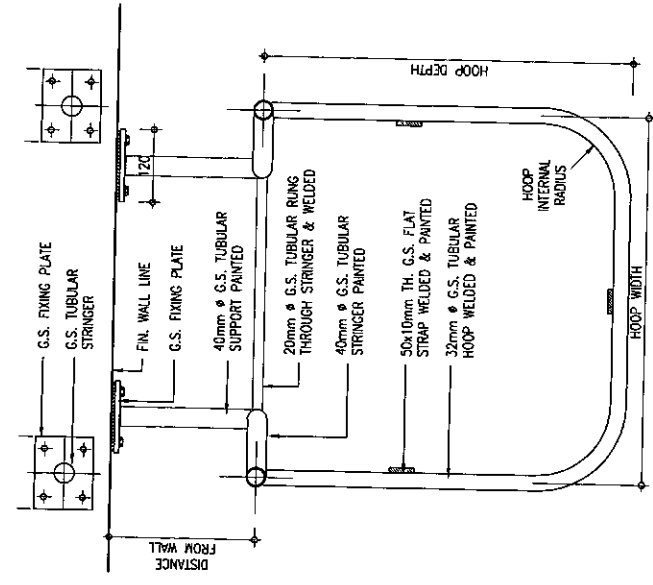 G.S. FIXING PLATE
G.S. TUBULAR
STRINGER
FIN. WALL LINE
G.S. FIXING PLATE
40mm ø G.S. TUBULAR
SUPPORT PAINTED
20mm ø G.S. TUBULAR RUNG
THROUGH STRINGER & WELDED
40mm ø G.S. TUBULAR
STRINGER PAINTED
50x10mm TH. G.S. FLAT
STRAP WELDED & PAINTED
32mm ø G.S. TUBULAR
HOOP WELDED & PAINTED
120
HOOP DEPTH
HOOP
INTERNAL
RADIUS
HOOP WIDTH
DISTANCE
FROM WALL